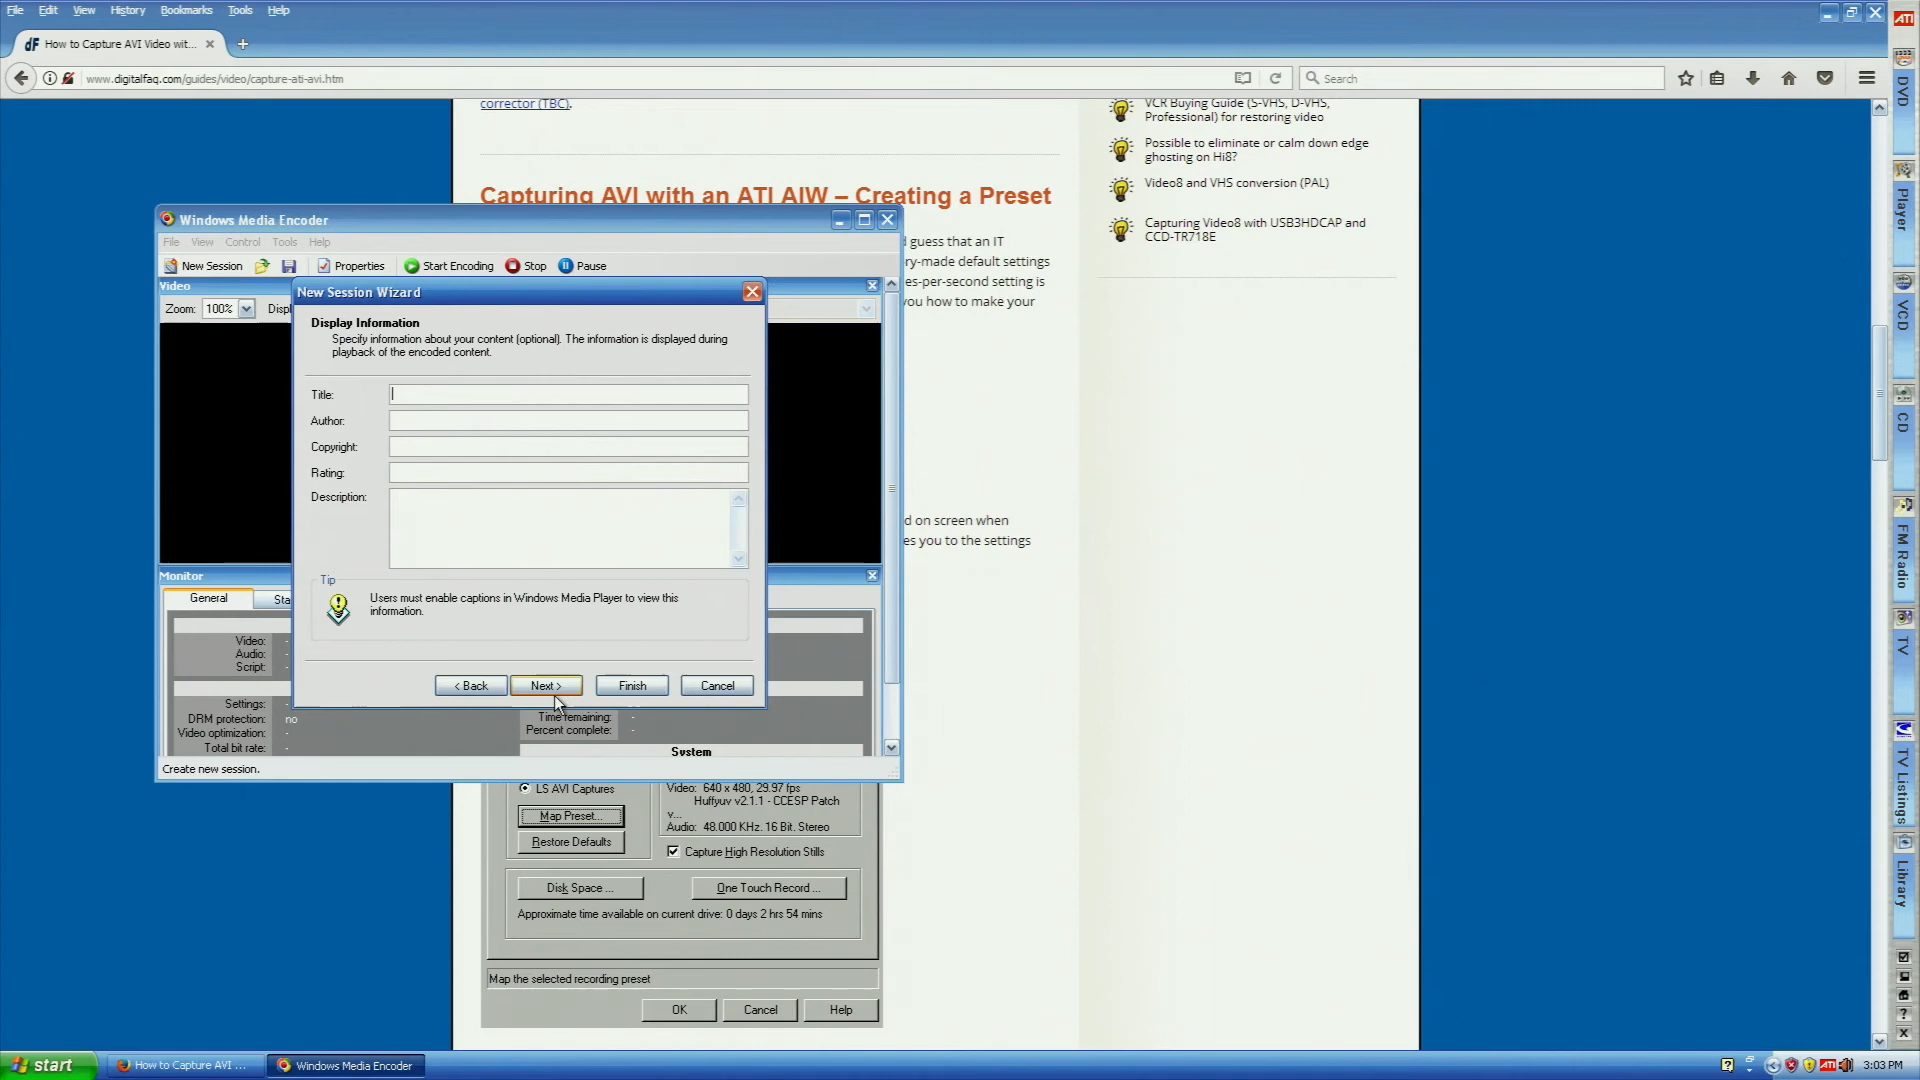 File Edit View History Bookmarks Tools Help
dF How to Capture AVI Video wit...
www.digitalfaq.com/guides/video/capture-ati-avi.htm
Search
corrector (TBC).
VCR Buying Guide (S-VHS, D-VHS,
Professional) for restoring video
Possible to eliminate or calm down edge
ghosting on Hi8?
Video8 and VHS conversion (PAL)
Capturing Video8 with USB3HDCAP and
CCD-TR718E
Capturing AVI with an ATI AIW – Creating a Preset
guess that an IT
ry-made default settings
es-per-second setting is
you how to make your
d on screen when
es you to the settings
Windows Media Encoder
File View Control Tools Help
New Session Properties Start Encoding Stop Pause
Video
Zoom: 100% Displ
New Session Wizard
Display Information
Specify information about your content (optional). The information is displayed during
playback of the encoded content.
Title:
Author:
Copyright:
Rating:
Description:
Tip
Users must enable captions in Windows Media Player to view this
information.
< Back Next > Finish Cancel
Monitor
General Sta
Video: -
Audio: -
Script: -
Settings: -
DRM protection: no
Video optimization: -
Total bit rate: -
Time remaining: -
Percent complete: -
System
Create new session.
LS AVI Captures
Map Preset...
Restore Defaults
Video: 640 x 480, 29.97 fps
Huffyuv v2.1.1 - CCESP Patch
v...
Audio: 48.000 KHz. 16 Bit. Stereo
Capture High Resolution Stills
Disk Space ... One Touch Record ...
Approximate time available on current drive: 0 days 2 hrs 54 mins
Map the selected recording preset
OK Cancel Help
ATI
DVD
Player
VCD
CD
FM Radio
TV
TV Listings
Library
?
X
start How to Capture AVI ... Windows Media Encoder ATI 3:03 PM